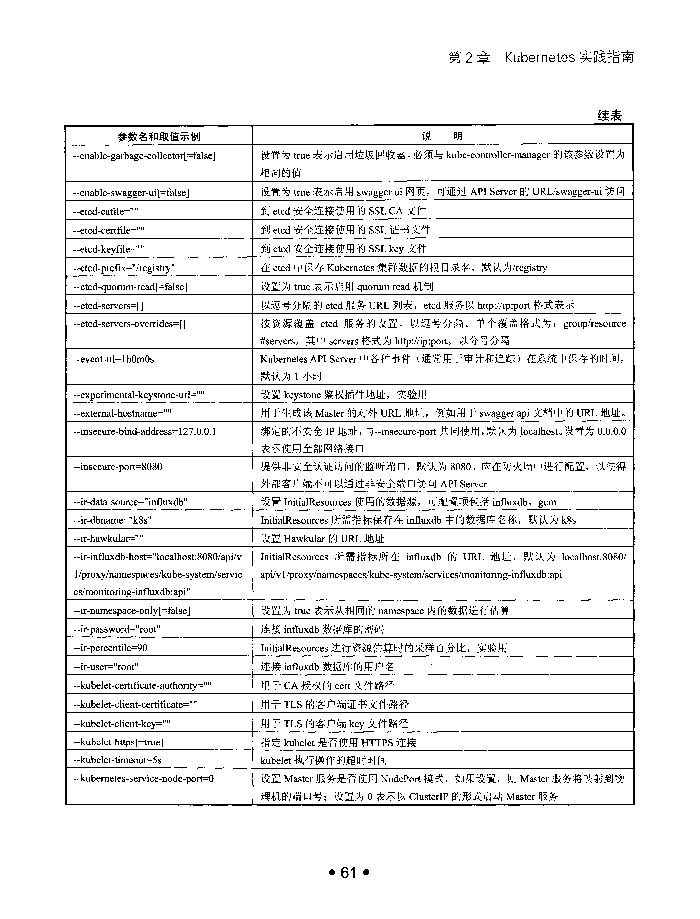 第 2 章 Kubernetes 实践指南
续表
参数名和取值示例 说 明
--enable-garbage-collector[=false] 设置为 true 表示启用垃圾回收器，必须与 kube-controller-manager 的该参数设置为
相同的值
--enable-swagger-ui[=false] 设置为 true 表示启用 swagger ui 网页，可通过 API Server 的 URL/swagger-ui 访问
--etcd-cafile="" 到 etcd 安全连接使用的 SSL CA 文件
--etcd-certfile="" 到 etcd 安全连接使用的 SSL 证书文件
--etcd-keyfile="" 到 etcd 安全连接使用的 SSL key 文件
--etcd-prefix="/registry" 在 etcd 中保存 Kubernetes 集群数据的根目录名，默认为/registry
--etcd-quorum-read[=false] 设置为 true 表示启用 quorum read 机制
--etcd-servers=[] 以逗号分隔的 etcd 服务 URL 列表，etcd 服务以 http://ip:port 格式表示
--etcd-servers-overrides=[] 按资源覆盖 etcd 服务的设置，以逗号分隔，单个覆盖格式为：group/resource
#servers，其中 servers 格式为 http://ip:port，以分号分隔
--event-ttl=1h0m0s Kubernetes API Server 中各种事件（通常用于审计和追踪）在系统中保存的时间，
默认为 1 小时
--experimental-keystone-url="" 设置 keystone 鉴权插件地址，实验用
--external-hostname="" 用于生成该 Master 的对外 URL 地址，例如用于 swagger api 文档中的 URL 地址。
--insecure-bind-address=127.0.0.1 绑定的不安全 IP 地址，与--insecure-port 共同使用，默认为 localhost。设置为 0.0.0.0
表示使用全部网络接口
--insecure-port=8080 提供非安全认证访问的监听端口，默认为 8080。应在防火墙中进行配置，以使得
外部客户端不可以通过非安全端口访问 API Server
--ir-data-source="influxdb" 设置 InitialResources 使用的数据源，可配置项包括 influxdb、gcm
--ir-dbname="k8s" InitialResources 所需指标保存在 influxdb 中的数据库名称，默认为 k8s
--ir-hawkular="" 设置 Hawkular 的 URL 地址
--ir-influxdb-host="localhost:8080/api/v InitialResources 所需指标所在 influxdb 的 URL 地址，默认为 localhost:8080/
1/proxy/namespaces/kube-system/servic api/v1/proxy/namespaces/kube-system/services/monitoring-influxdb:api
es/monitoring-influxdb:api"
--ir-namespace-only[=false] 设置为 true 表示从相同的 namespace 内的数据进行估算
--ir-password="root" 连接 influxdb 数据库的密码
--ir-percentile=90 InitialResources 进行资源估算时的采样百分比，实验用
--ir-user="root" 连接 influxdb 数据库的用户名
--kubelet-certificate-authority="" 用于 CA 授权的 cert 文件路径
--kubelet-client-certificate="" 用于 TLS 的客户端证书文件路径
--kubelet-client-key="" 用于 TLS 的客户端 key 文件路径
--kubelet-https[=true] 指定 kubelet 是否使用 HTTPS 连接
--kubelet-timeout=5s kubelet 执行操作的超时时间
--kubernetes-service-node-port=0 设置 Master 服务是否使用 NodePort 模式，如果设置，则 Master 服务将映射到物
理机的端口号；设置为 0 表示以 ClusterIP 的形式启动 Master 服务
• 61 •